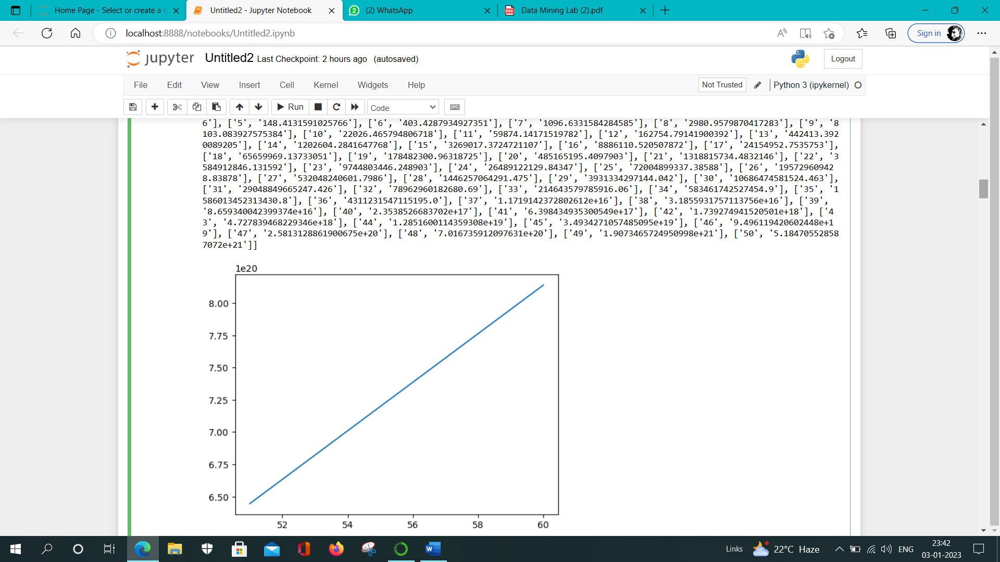 Home Page - Select or create a n
Untitled2 - Jupyter Notebook
(2) WhatsApp
Data Mining Lab (2).pdf
localhost:8888/notebooks/Untitled2.ipynb
Sign in
jupyter Untitled2 Last Checkpoint: 2 hours ago (autosaved)
Logout
File Edit View Insert Cell Kernel Widgets Help
Not Trusted
Python 3 (ipykernel)
Run
Code
6'], ['5', '148.4131591025766'], ['6', '403.4287934927351'], ['7', '1096.6331584284585'], ['8', '2980.9579870417283'], ['9', '8
103.083927575384'], ['10', '22026.465794806718'], ['11', '59874.14171519782'], ['12', '162754.79141900392'], ['13', '442413.392
0089205'], ['14', '1202604.2841647768'], ['15', '3269017.3724721107'], ['16', '8886110.520507872'], ['17', '24154952.7535753'],
['18', '65659969.13733051'], ['19', '178482300.96318725'], ['20', '485165195.4097903'], ['21', '1318815734.4832146'], ['22', '3
584912846.131592'], ['23', '9744803446.248903'], ['24', '26489122129.84347'], ['25', '72004899337.38588'], ['26', '19572960942
8.83878'], ['27', '532048240601.7986'], ['28', '1446257064291.475'], ['29', '3931334297144.042'], ['30', '10686474581524.463'],
['31', '29048849665247.426'], ['32', '78962960182680.69'], ['33', '214643579785916.06'], ['34', '583461742527454.9'], ['35', '1
586013452313430.8'], ['36', '4311231547115195.0'], ['37', '1.1719142372802612e+16'], ['38', '3.1855931757113756e+16'], ['39',
'8.659340042399374e+16'], ['40', '2.3538526683702e+17'], ['41', '6.398434935300549e+17'], ['42', '1.739274941520501e+18'], ['4
3', '4.727839468229346e+18'], ['44', '1.2851600114359308e+19'], ['45', '3.4934271057485095e+19'], ['46', '9.496119420602448e+1
9'], ['47', '2.5813128861900675e+20'], ['48', '7.016735912097631e+20'], ['49', '1.9073465724950998e+21'], ['50', '5.18470552858
7072e+21']]
1e20
8.00
7.75
7.50
7.25
7.00
6.75
6.50
52 54 56 58 60
Links
22°C Haze
ENG
23:42
03-01-2023